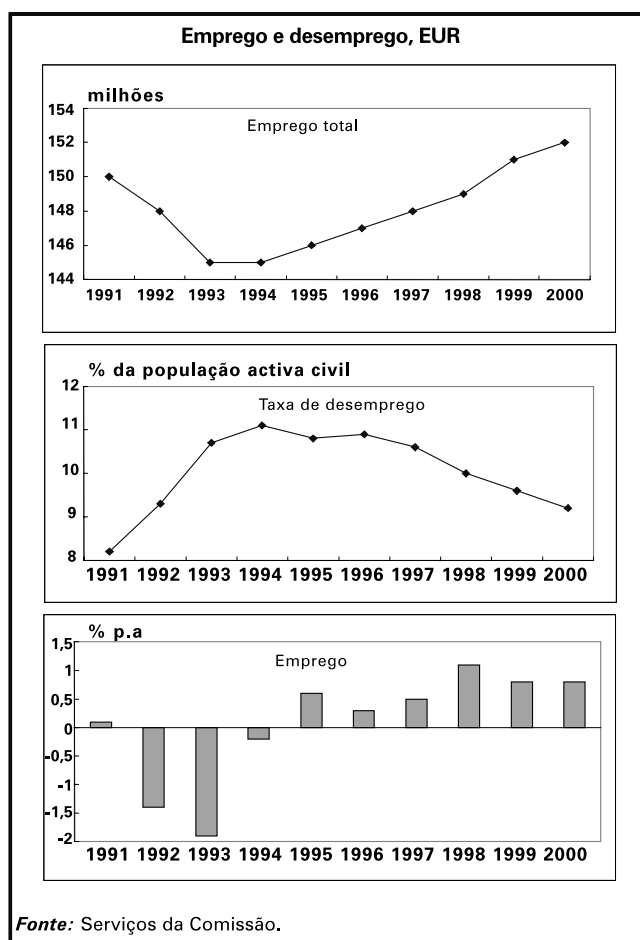 Emprego e desemprego, EUR
milhões
Emprego total
154
152
150
148
146
144
1991 1992 1993 1994 1995 1996 1997 1998 1999 2000
% da população activa civil
Taxa de desemprego
12
11
10
9
8
1991 1992 1993 1994 1995 1996 1997 1998 1999 2000
% p.a
Emprego
1,5
1
0,5
0
-0,5
-1
-1,5
-2
1991 1992 1993 1994 1995 1996 1997 1998 1999 2000
Fonte: Serviços da Comissão.